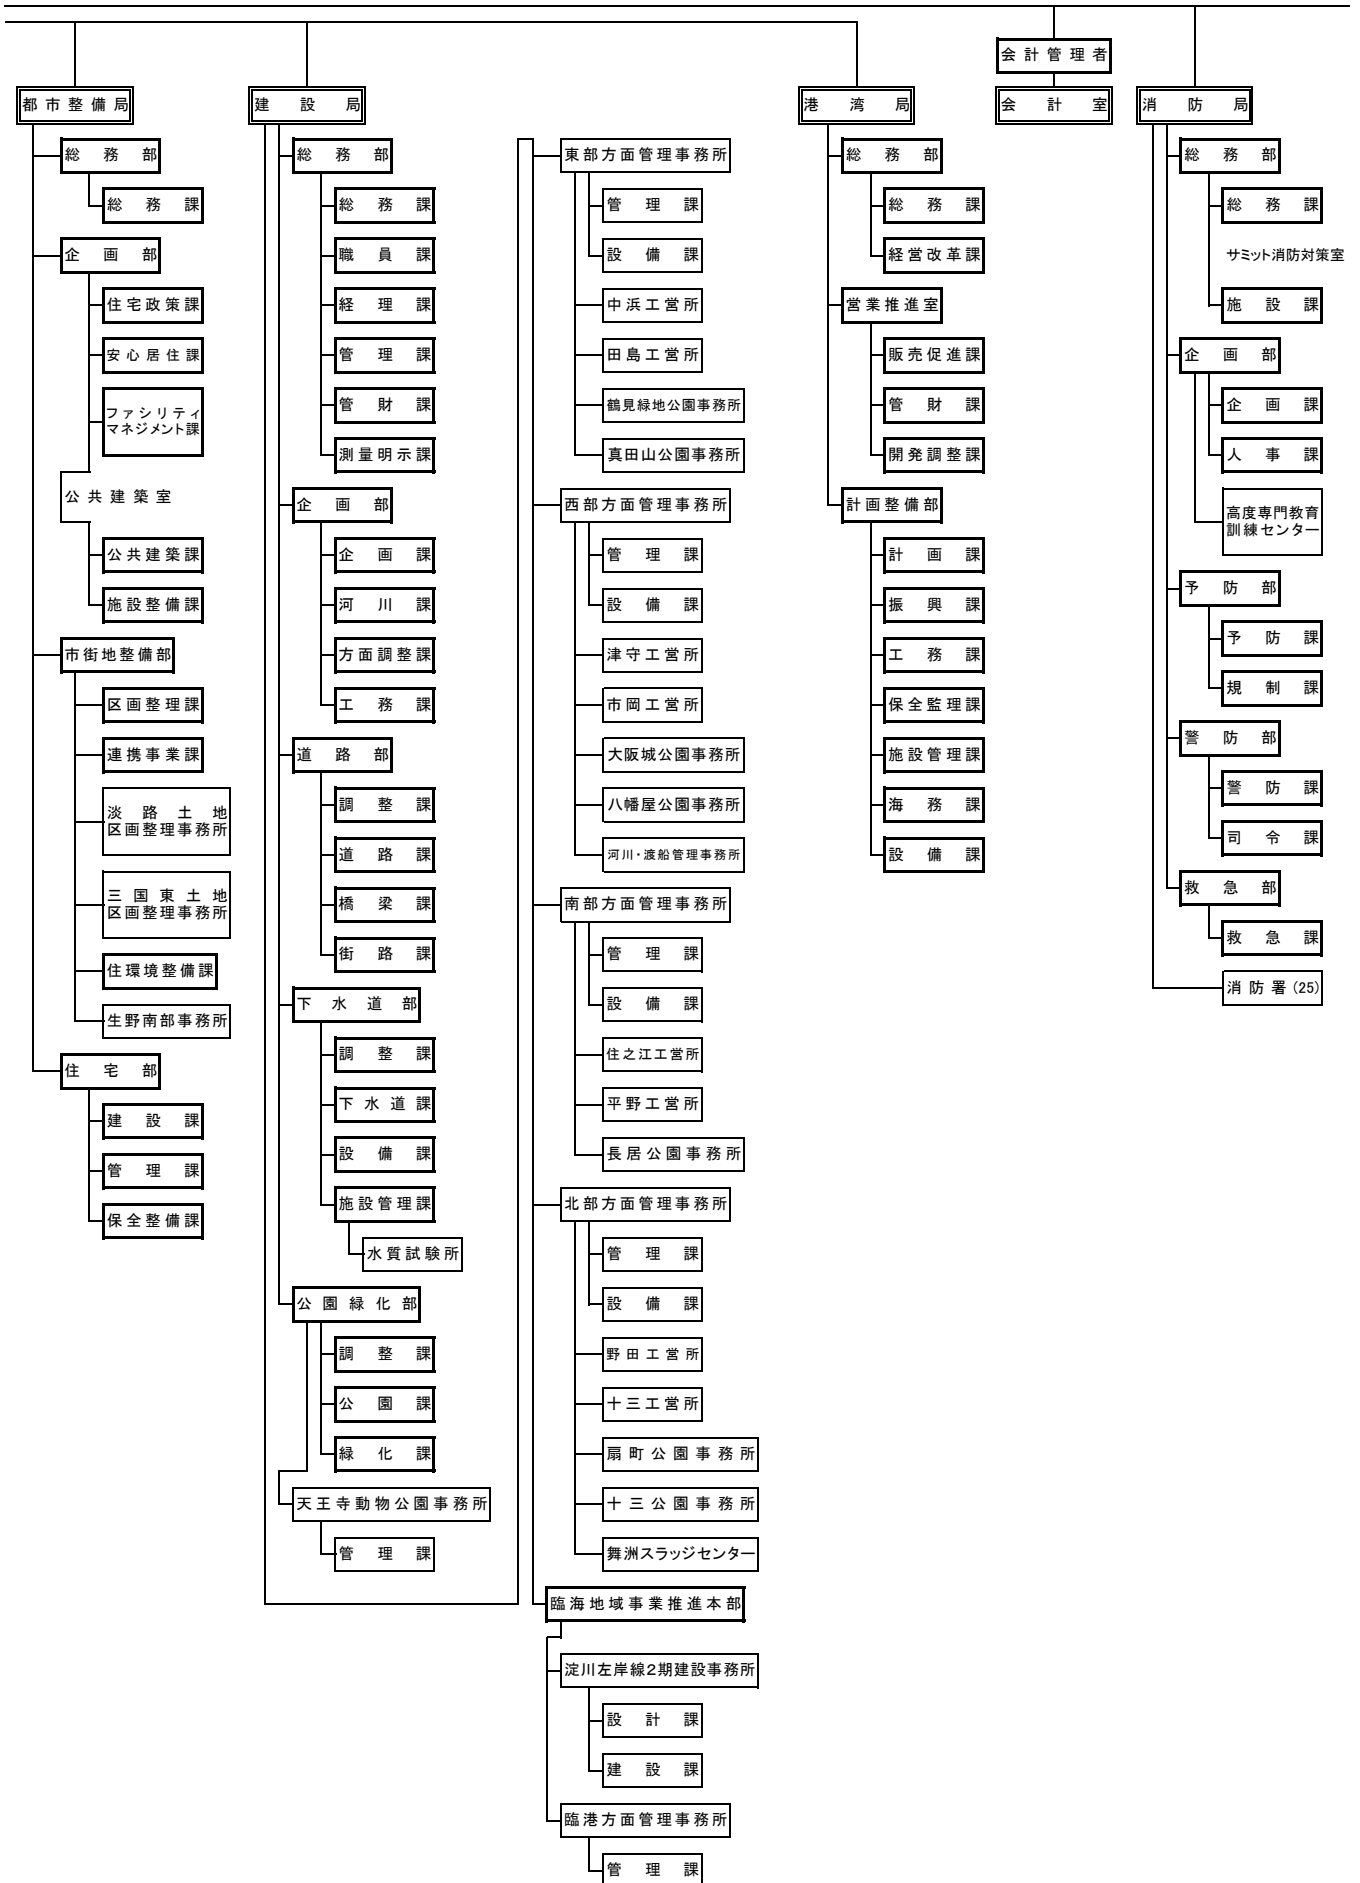 会計管理者
都市整備局
建設局
港湾局
会計室
消防局
総務部
総務課
企画部
住宅政策課
安心居住課
ファシリティ
マネジメント課
公共建築室
公共建築課
施設整備課
市街地整備部
区画整理課
連携事業課
淡路土地
区画整理事務所
三国東土地
区画整理事務所
住環境整備課
生野南部事務所
住宅部
建設課
管理課
保全整備課
総務部
総務課
職員課
経理課
管理課
管財課
測量明示課
企画部
企画課
河川課
方面調整課
工務課
道路部
調整課
道路課
橋梁課
街路課
下水道部
調整課
下水道課
設備課
施設管理課
水質試験所
公園緑化部
調整課
公園課
緑化課
天王寺動物公園事務所
管理課
東部方面管理事務所
管理課
設備課
中浜工営所
田島工営所
鶴見緑地公園事務所
真田山公園事務所
西部方面管理事務所
管理課
設備課
津守工営所
市岡工営所
大阪城公園事務所
八幡屋公園事務所
河川・渡船管理事務所
南部方面管理事務所
管理課
設備課
住之江工営所
平野工営所
長居公園事務所
北部方面管理事務所
管理課
設備課
野田工営所
十三工営所
扇町公園事務所
十三公園事務所
舞洲スラッジセンター
臨海地域事業推進本部
淀川左岸線2期建設事務所
設計課
建設課
臨港方面管理事務所
管理課
総務部
総務課
経営改革課
営業推進室
販売促進課
管財課
開発調整課
計画整備部
計画課
振興課
工務課
保全監理課
施設管理課
海務課
設備課
総務部
総務課
サミット消防対策室
施設課
企画部
企画課
人事課
高度専門教育
訓練センター
予防部
予防課
規制課
警防部
警防課
司令課
救急部
救急課
消防署(25)